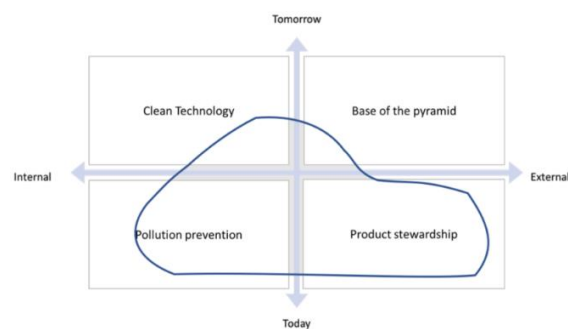 Tomorrow
Clean Technology
Base of the pyramid
Internal
External
Pollution prevention
Product stewardship
Today